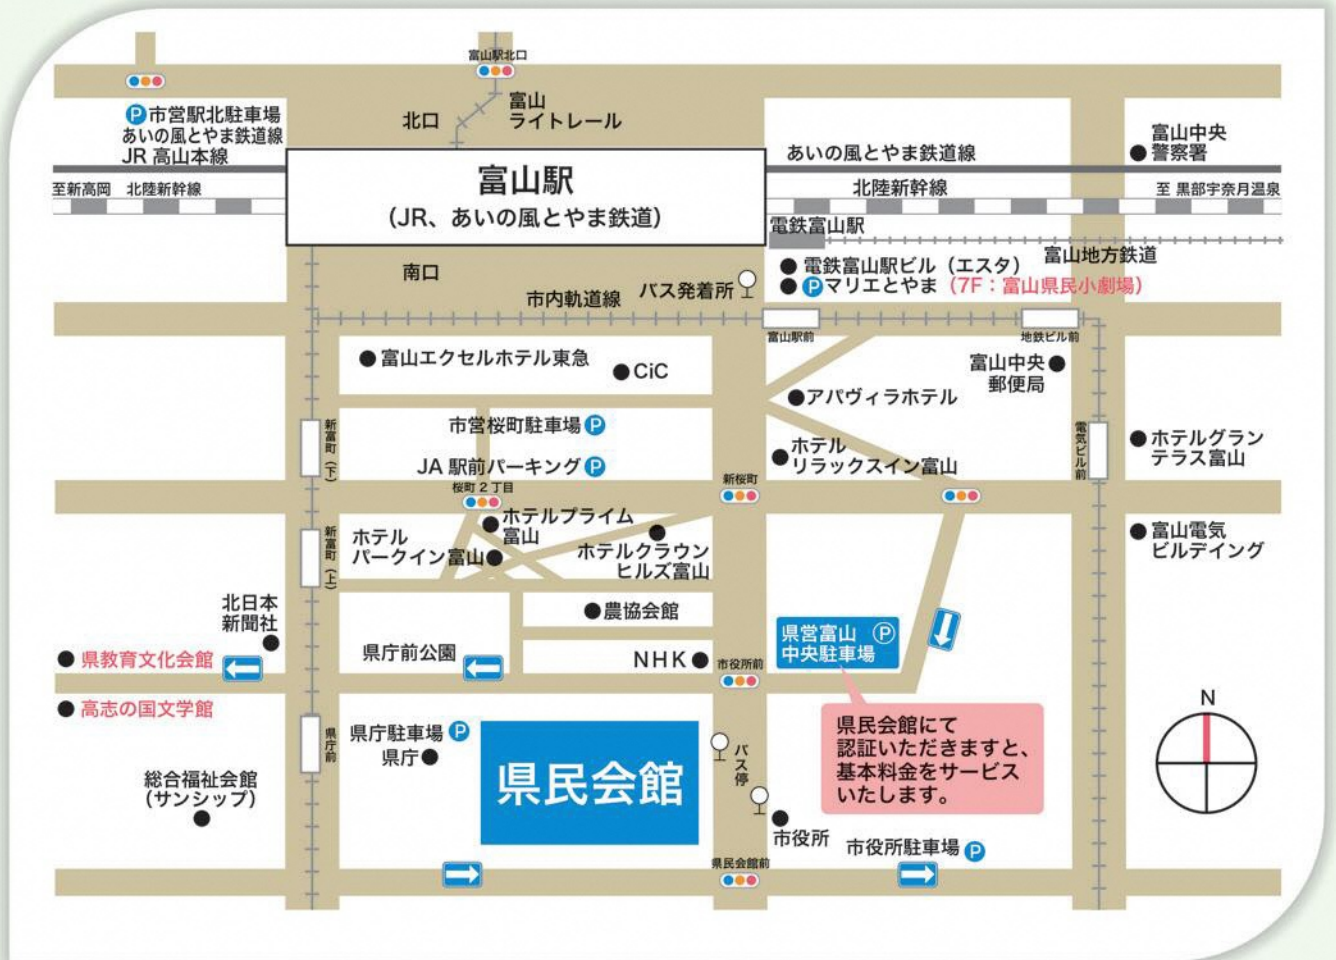 富山駅北口
P 市営駅北駐車場
あいの風とやま鉄道線
JR 高山本線
北口
富山
ライトレール
富山中央
警察署
あいの風とやま鉄道線
富山駅
(JR、あいの風とやま鉄道)
至新高岡 北陸新幹線
北陸新幹線
至 黒部宇奈月温泉
電鉄富山駅
富山地方鉄道
南口
市内軌道線
バス発着所
電鉄富山駅ビル (エスタ)
P マリエとやま (7F:富山県民小劇場)
富山駅前
地鉄ビル前
富山エクセルホテル東急
CiC
富山中央
郵便局
アパヴィラホテル
市営桜町駐車場 P
JA 駅前パーキング P
新富町(下)
ホテル
リラックスイン富山
電気ビル前
ホテルグラン
テラス富山
桜町 2 丁目
新桜町
ホテルプライム
富山
ホテル
パークイン富山
新富町(上)
ホテルクラウン
ヒルズ富山
富山電気
ビルデイング
北日本
新聞社
農協会館
県教育文化会館
県庁前公園
NHK
市役所前
県営富山 P
中央駐車場
高志の国文学館
県庁前
県庁駐車場 P
県庁
県民会館
バス停
県民会館にて
認証いただきますと、
基本料金をサービス
いたします。
N
総合福祉会館
(サンシップ)
市役所
市役所駐車場 P
県民会館前